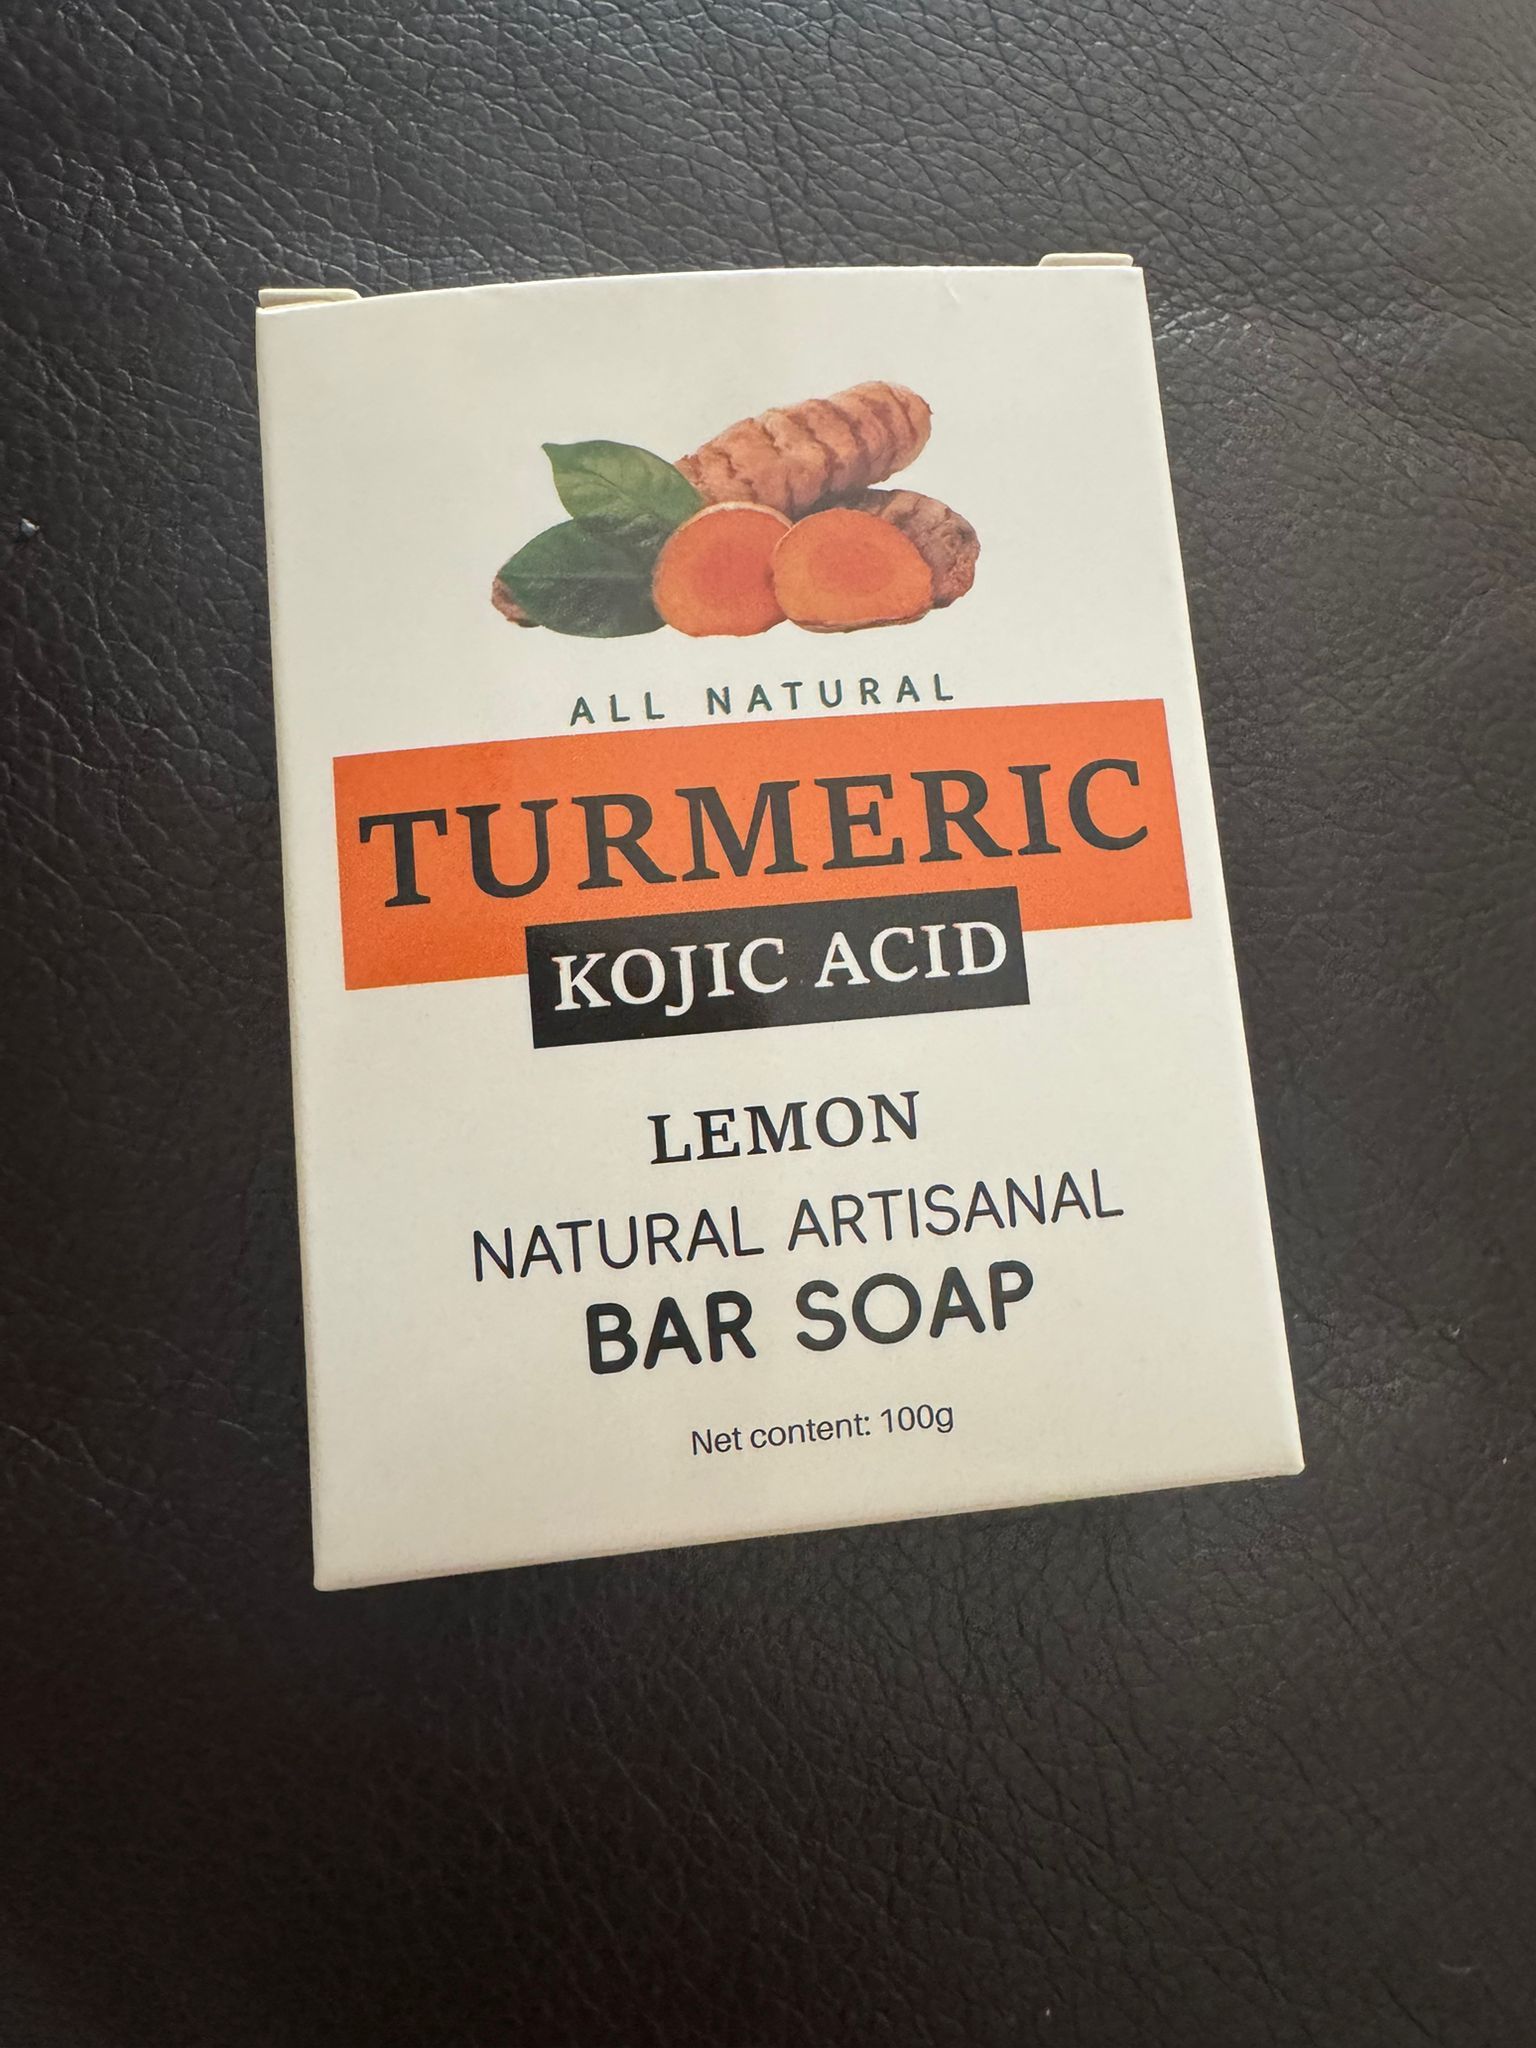 ALL NATURAL
TURMERIC
KOJIC ACID
LEMON
NATURAL ARTISANAL
BAR SOAP
Net content: 100g